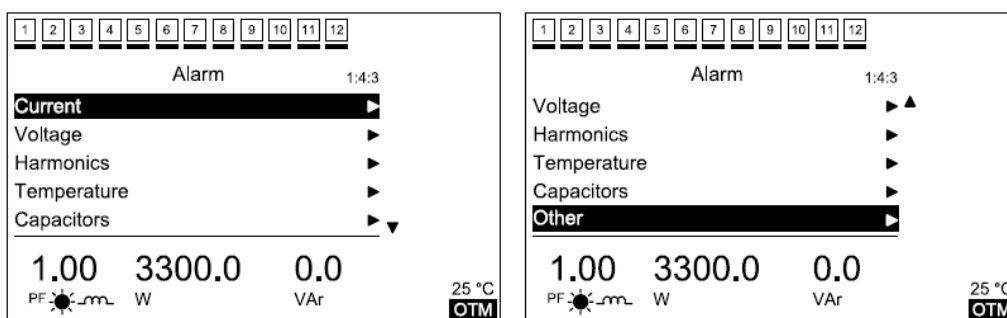 1 2 3 4 5 6 7 8 9 10 11 12
Alarm 1:4:3
Current
Voltage
Harmonics
Temperature
Capacitors
1.00 3300.0 0.0
PF W VAr
25 °C
OTM
1 2 3 4 5 6 7 8 9 10 11 12
Alarm 1:4:3
Voltage
Harmonics
Temperature
Capacitors
Other
1.00 3300.0 0.0
PF W VAr
25 °C
OTM